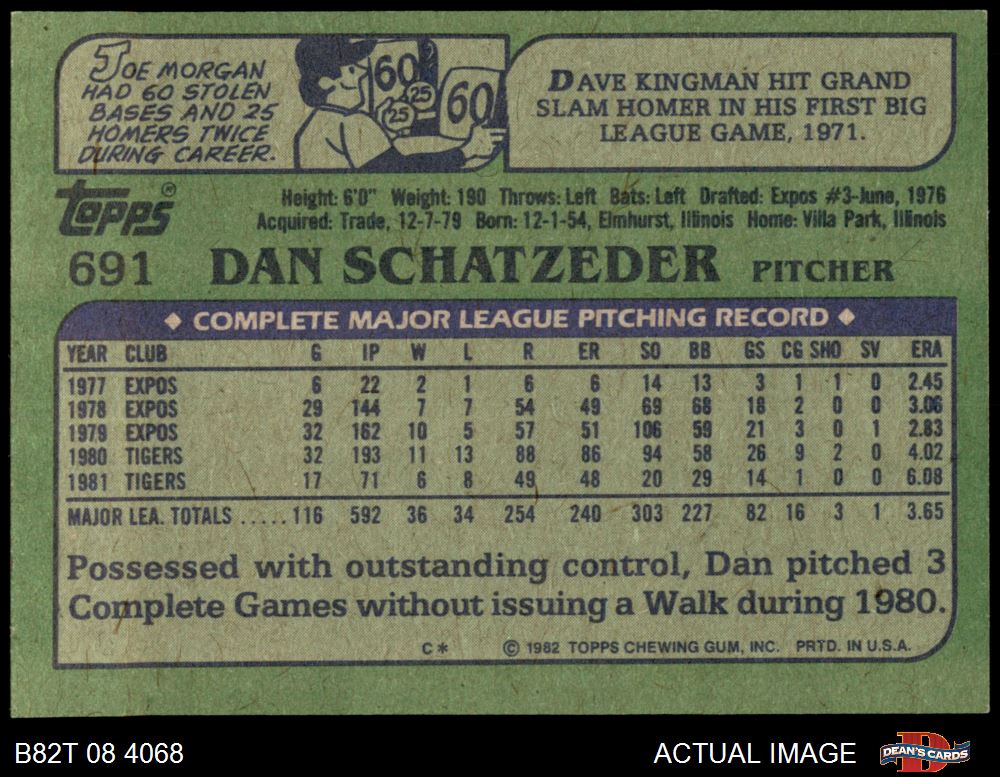 JOE MORGAN
HAD 60 STOLEN
BASES AND 25
HOMERS TWICE
DURING CAREER.
60
25
25
60
DAVE KINGMAN HIT GRAND
SLAM HOMER IN HIS FIRST BIG
LEAGUE GAME, 1971.
Topps®
Height: 6'0" Weight: 190 Throws: Left Bats: Left Drafted: Expos #3-June, 1976
Acquired: Trade, 12-7-79 Born: 12-1-54, Elmhurst, Illinois Home: Villa Park, Illinois
691 DAN SCHATZEDER PITCHER
◆ COMPLETE MAJOR LEAGUE PITCHING RECORD ◆
YEAR CLUB G IP W L R ER SO BB GS CG SHO SV ERA
1977 EXPOS 6 22 2 1 6 6 14 13 3 1 1 0 2.45
1978 EXPOS 29 144 7 7 54 49 69 68 18 2 0 0 3.06
1979 EXPOS 32 162 10 5 57 51 106 59 21 3 0 1 2.83
1980 TIGERS 32 193 11 13 88 86 94 58 26 9 2 0 4.02
1981 TIGERS 17 71 6 8 49 48 20 29 14 1 0 0 6.08
MAJOR LEA. TOTALS ..... 116 592 36 34 254 240 303 227 82 16 3 1 3.65
Possessed with outstanding control, Dan pitched 3
Complete Games without issuing a Walk during 1980.
C* © 1982 TOPPS CHEWING GUM, INC. PRTD. IN U.S.A.
B82T 08 4068 ACTUAL IMAGE D DEAN'S CARDS